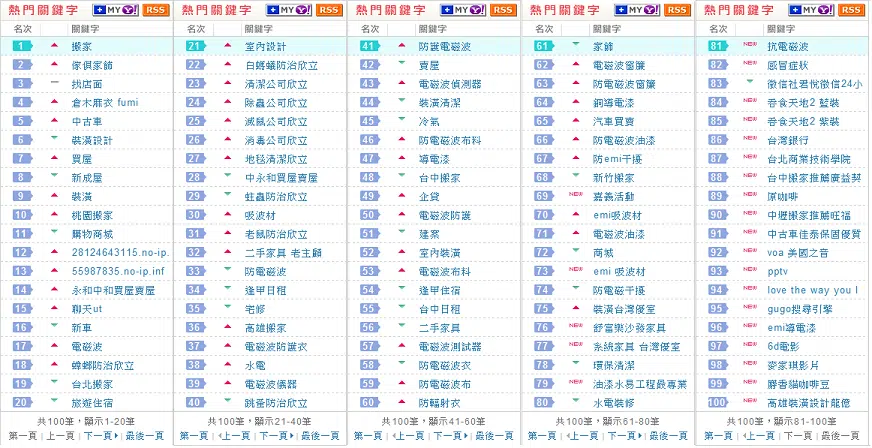 熱門關鍵字 + MY Y! RSS
名次 關鍵字
1 搬家
2 傢俱家飾
3 找店面
4 倉木麻衣 fumi
5 中古車
6 裝潢設計
7 買屋
8 新成屋
9 裝潢
10 桃園搬家
11 購物商城
12 28124643115.no-ip.
13 55987835.no-ip.inf
14 永和中和買屋賣屋
15 聊天ut
16 新車
17 電磁波
18 蟑螂防治欣立
19 台北搬家
20 旅遊住宿
共100筆，顯示1-20筆
第一頁 | 上一頁 | 下一頁 | 最後一頁
熱門關鍵字 + MY Y! RSS
名次 關鍵字
21 室內設計
22 白螞蟻防治欣立
23 清潔公司欣立
24 除蟲公司欣立
25 滅鼠公司欣立
26 消毒公司欣立
27 地毯清潔欣立
28 中永和買屋賣屋
29 蛀蟲防治欣立
30 吸波材
31 老鼠防治欣立
32 二手家具 老主顧
33 防電磁波
34 逢甲日租
35 宅修
36 高雄搬家
37 電磁波防護衣
38 水電
39 電磁波儀器
40 跳蚤防治欣立
共100筆，顯示21-40筆
第一頁 | 上一頁 | 下一頁 | 最後一頁
熱門關鍵字 + MY Y! RSS
名次 關鍵字
41 防護電磁波
42 賣屋
43 電磁波偵測器
44 裝潢清潔
45 冷氣
46 防電磁波布料
47 導電漆
48 台中搬家
49 企貸
50 電磁波防護
51 建案
52 室內裝潢
53 電磁波布料
54 逢甲住宿
55 台中日租
56 二手家具
57 電磁波測試器
58 防電磁波衣
59 防電磁波布
60 防輻射衣
共100筆，顯示41-60筆
第一頁 | 上一頁 | 下一頁 | 最後一頁
熱門關鍵字 + MY Y! RSS
名次 關鍵字
61 家飾
62 電磁波窗簾
63 防電磁波窗簾
64 銅導電漆
65 汽車買賣
66 防電磁波油漆
67 防emi干擾
68 新竹搬家
69 NEW 嘉義活動
70 emi吸波材
71 電磁波油漆
72 商城
73 NEW emi 吸波材
74 防電磁干擾
75 裝潢台灣優室
76 NEW 舒富樂沙發家具
77 NEW 系統家具 台灣優室
78 環保清潔
79 NEW 油漆水易工程最專業
80 水電裝修
共100筆，顯示61-80筆
第一頁 | 上一頁 | 下一頁 | 最後一頁
熱門關鍵字 + MY Y! RSS
名次 關鍵字
81 NEW 抗電磁波
82 NEW 感冒症狀
83 徵信社君悅徵信24小
84 NEW 吞食天地2 藍裝
85 NEW 吞食天地2 紫裝
86 NEW 台灣銀行
87 NEW 台北商業技術學院
88 NEW 台中搬家推薦廣益契
89 NEW 原咖啡
90 NEW 中壢搬家推薦旺福
91 NEW 中古車佳泰保固優質
92 NEW voa 美國之音
93 NEW pptv
94 NEW love the way you l
95 NEW gugo搜尋引擎
96 NEW emi導電漆
97 NEW 6d電影
98 NEW 麥家琪影片
99 NEW 麝香貓咖啡豆
100 NEW 高雄裝潢設計龍億
共100筆，顯示81-100筆
第一頁 | 上一頁 | 下一頁 | 最後一頁